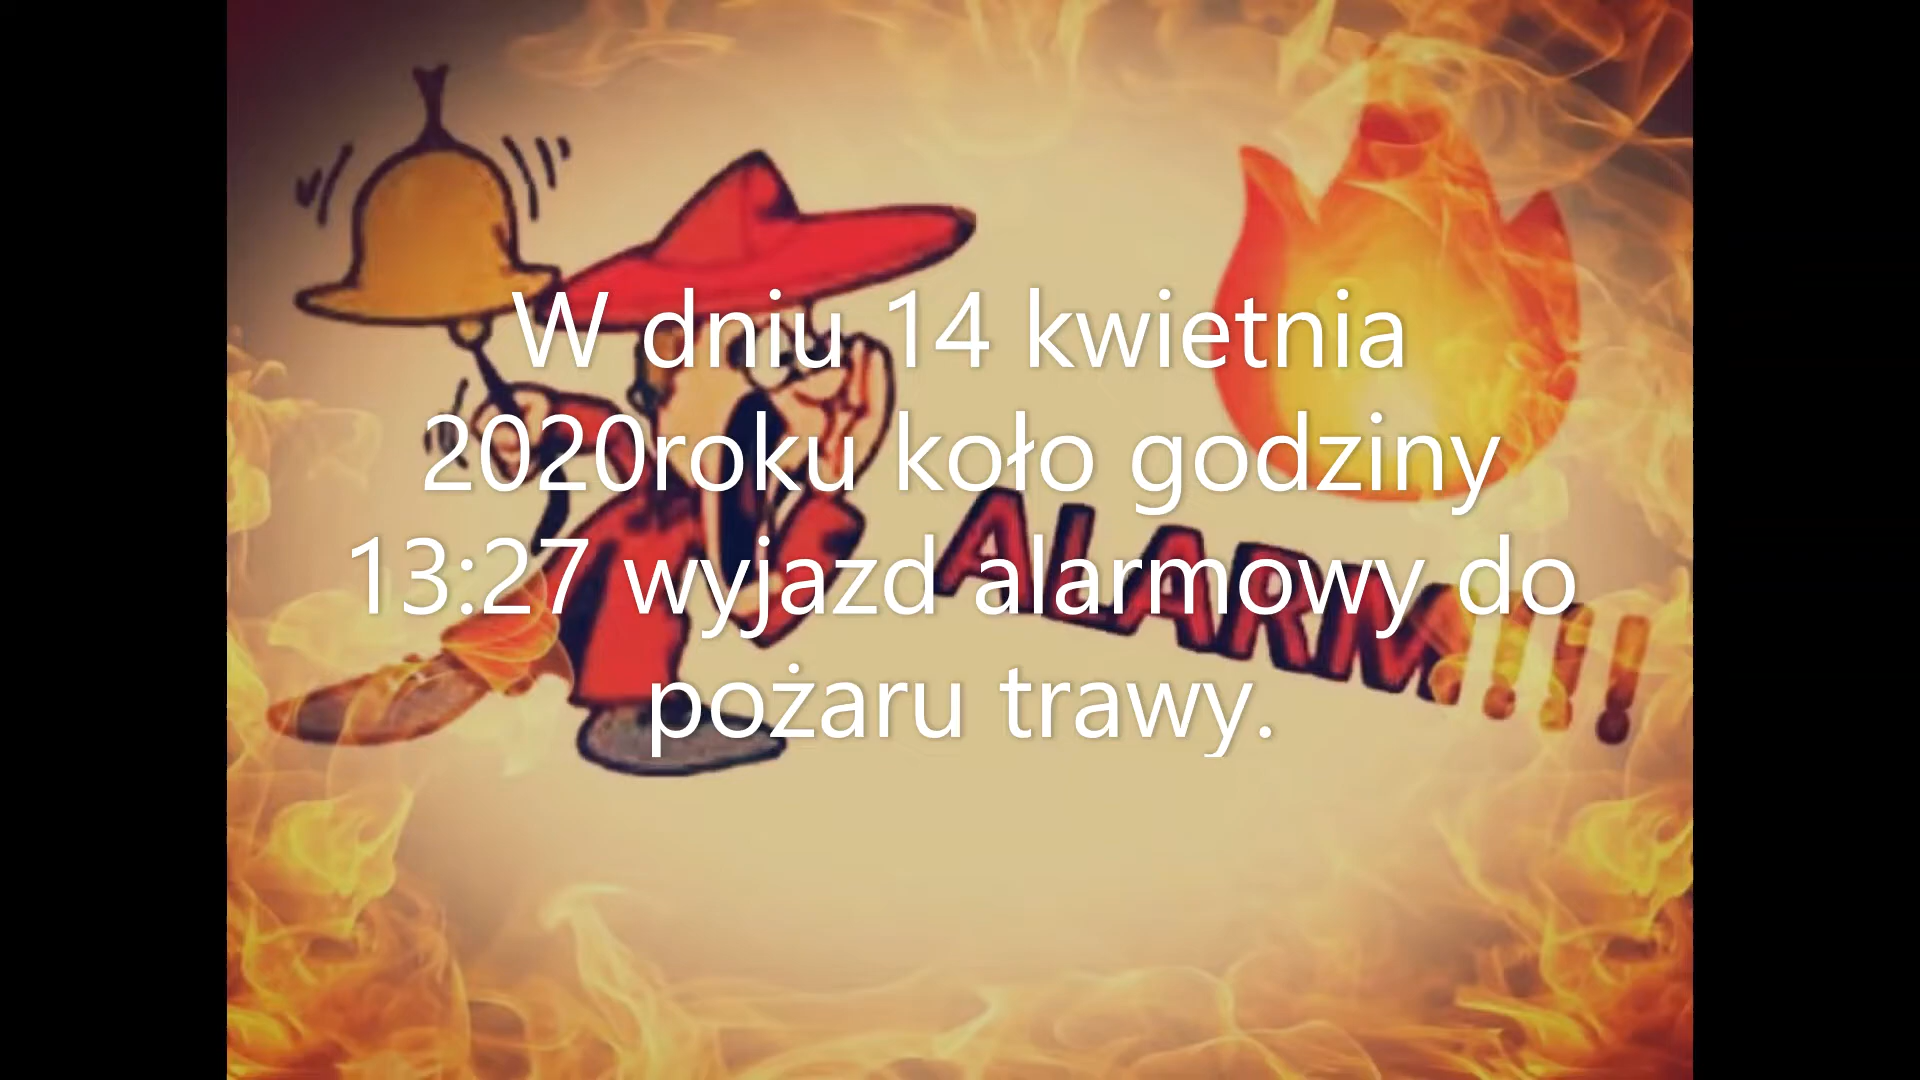 W dniu 14 kwietnia
2020roku koło godziny
13:27 wyjazd alarmowy do
pożaru trawy.
ALARM!!!